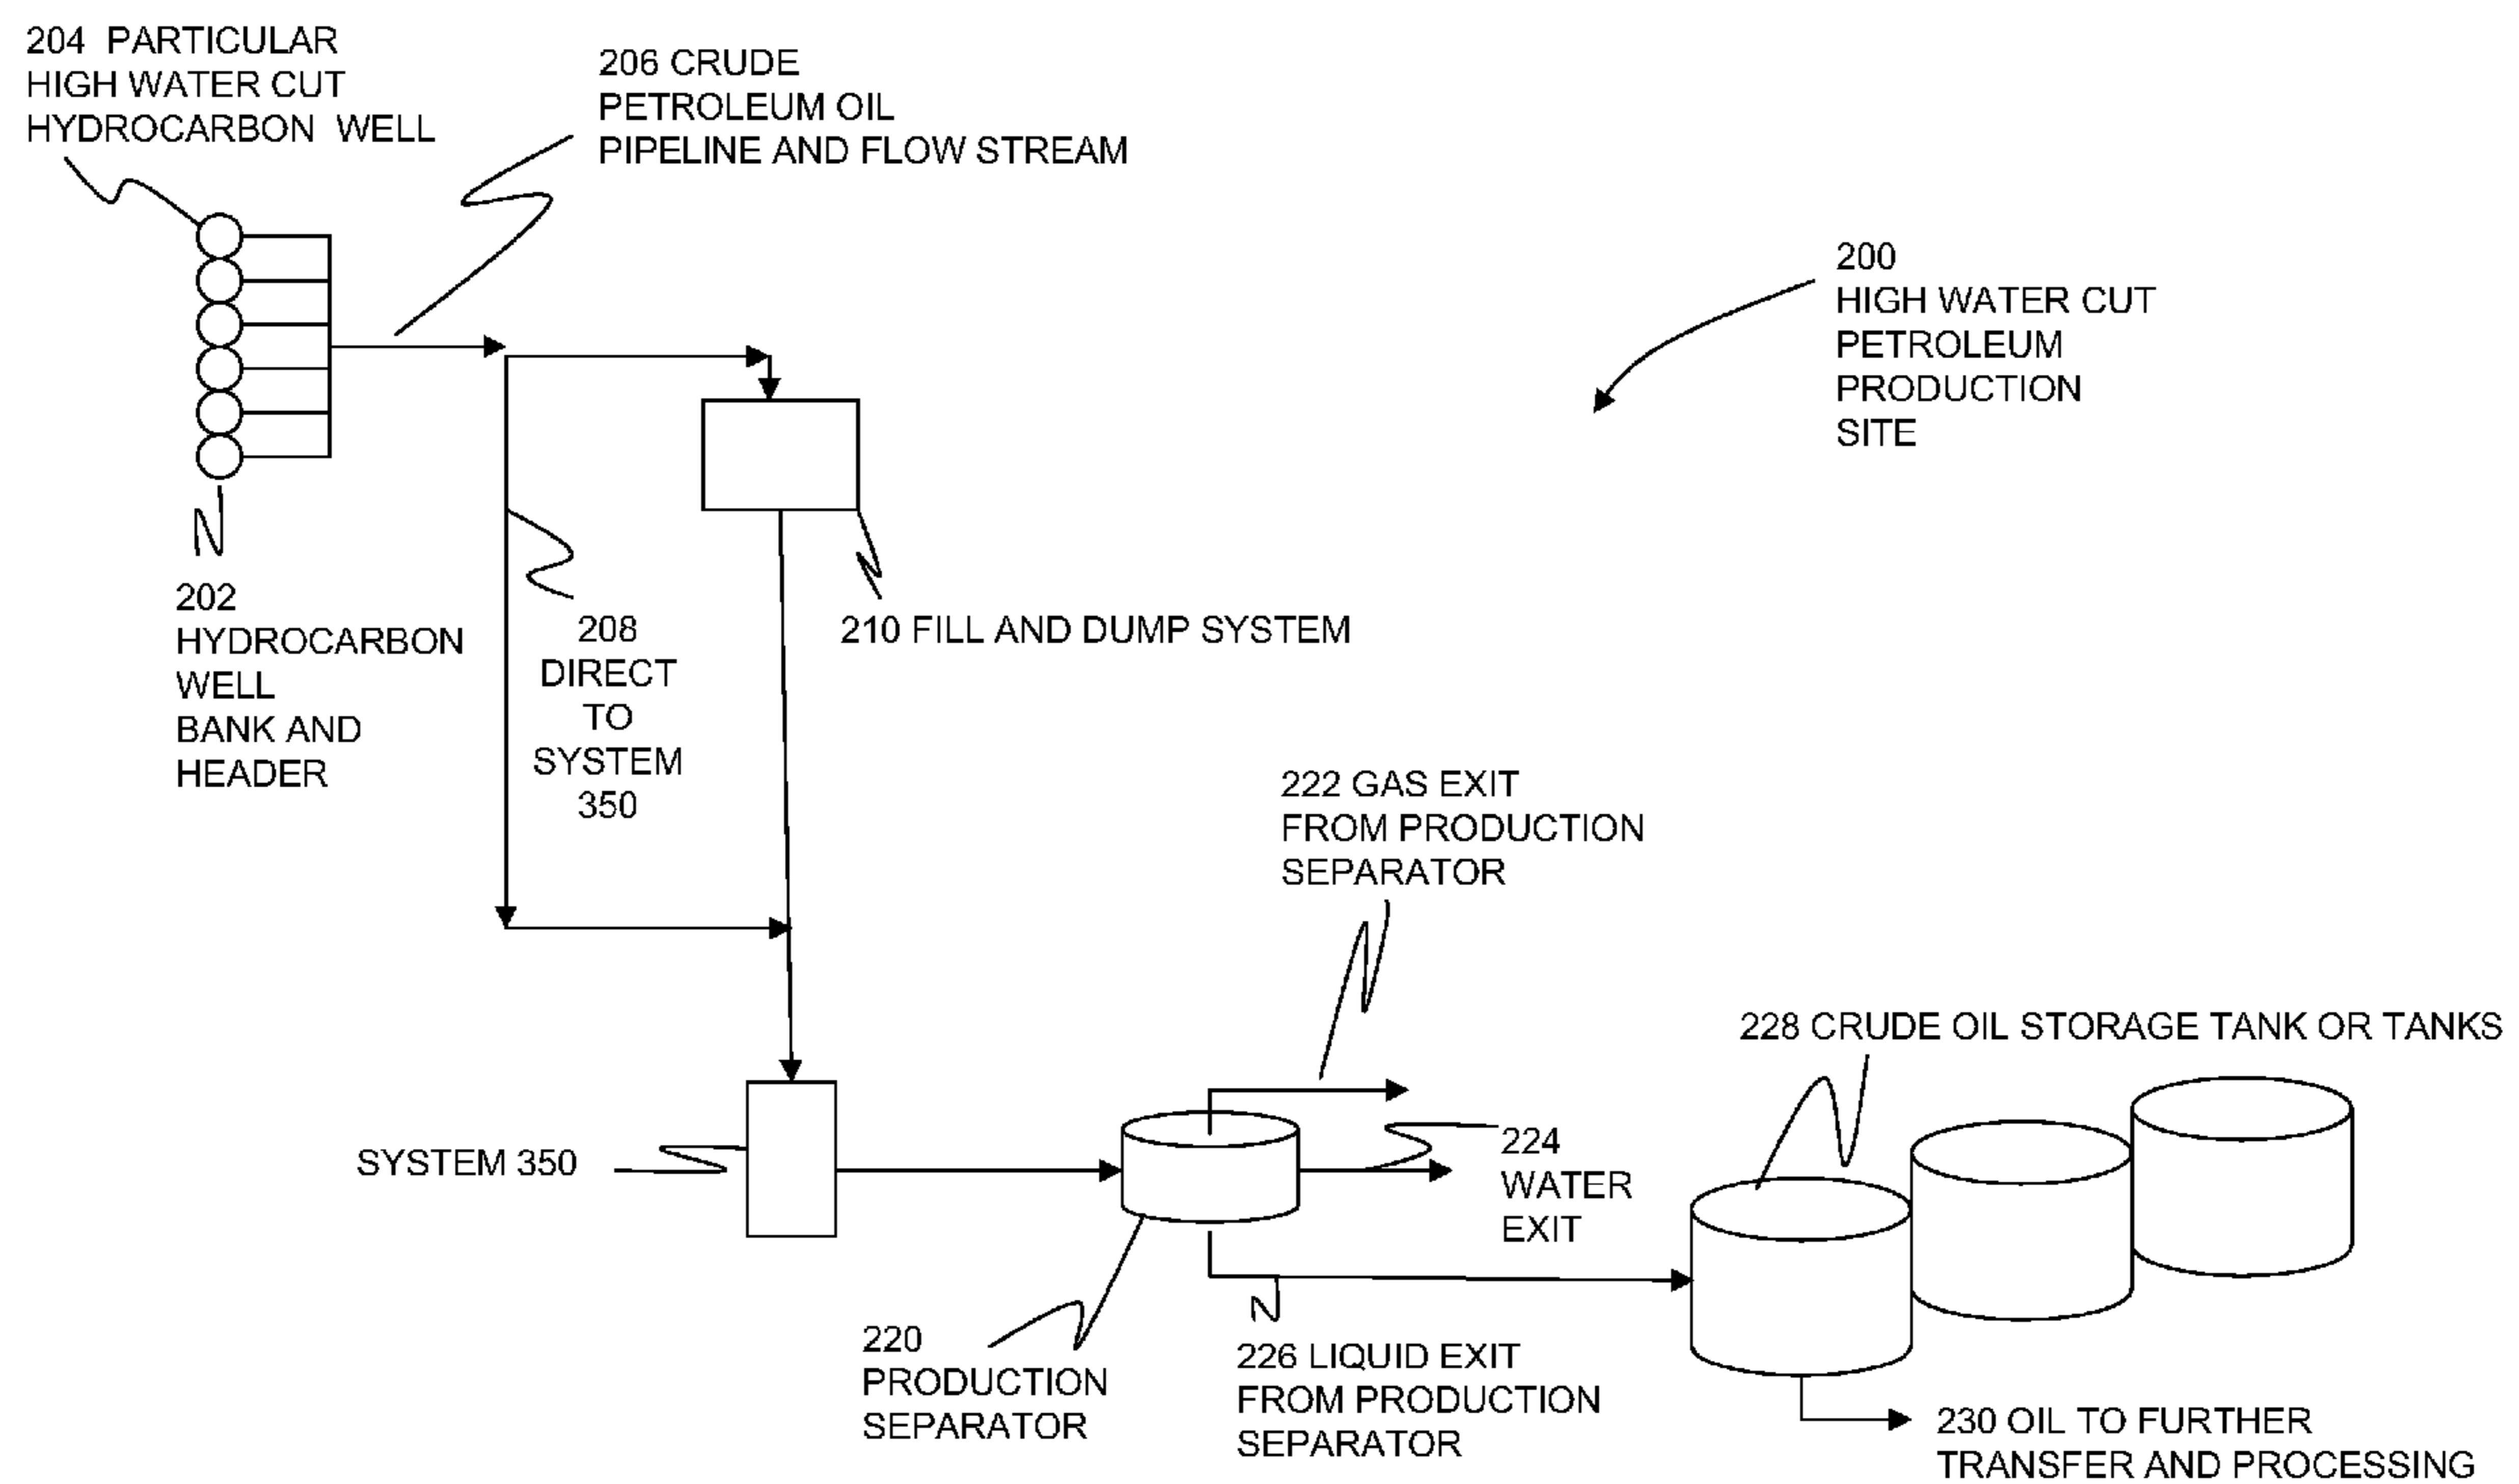 204 PARTICULAR
HIGH WATER CUT
HYDROCARBON WELL
206 CRUDE
PETROLEUM OIL
PIPELINE AND FLOW STREAM
200
HIGH WATER CUT
PETROLEUM
PRODUCTION
SITE
202
HYDROCARBON
WELL
BANK AND
HEADER
208
DIRECT
TO
SYSTEM
350
210 FILL AND DUMP SYSTEM
222 GAS EXIT
FROM PRODUCTION
SEPARATOR
228 CRUDE OIL STORAGE TANK OR TANKS
SYSTEM 350
224
WATER
EXIT
220
PRODUCTION
SEPARATOR
226 LIQUID EXIT
FROM PRODUCTION
SEPARATOR
230 OIL TO FURTHER
TRANSFER AND PROCESSING